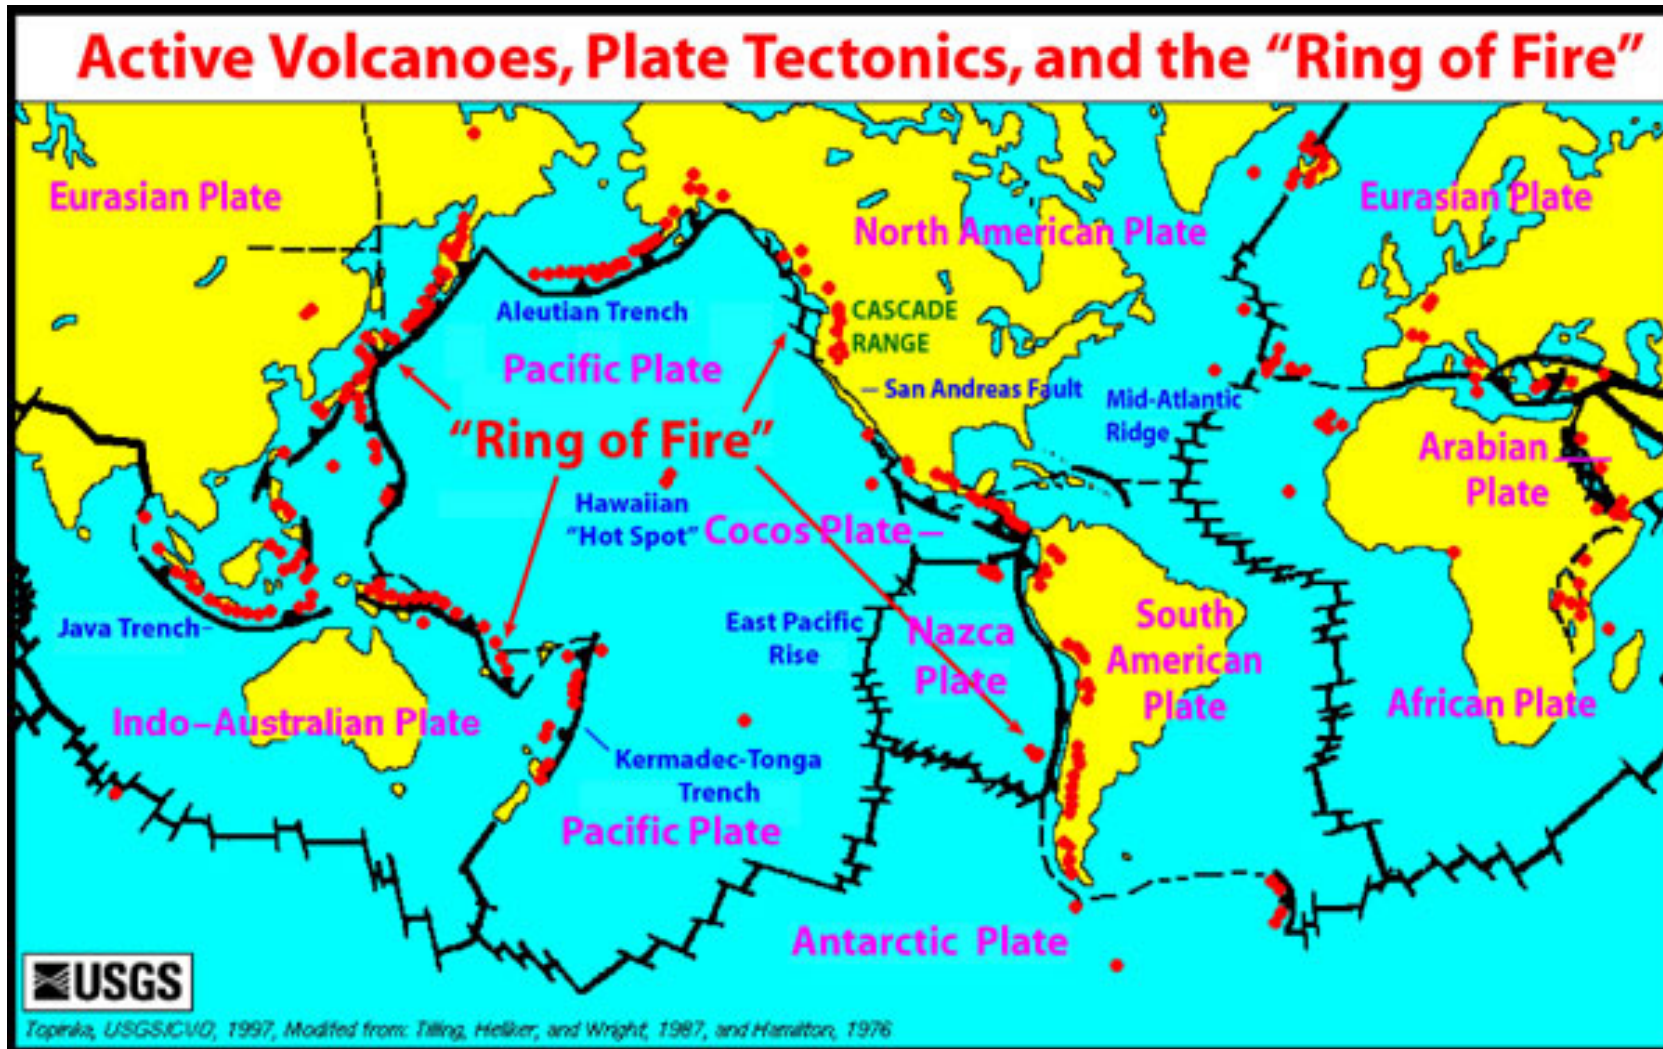 Active Volcanoes, Plate Tectonics, and the “Ring of Fire”
Eurasian Plate
North American Plate
Eurasian Plate
Aleutian Trench
CASCADE
RANGE
Pacific Plate
San Andreas Fault
Mid-Atlantic
Ridge
“Ring of Fire”
Arabian
Plate
Hawaiian
“Hot Spot”
Cocos Plate
Java Trench
East Pacific
Rise
Nazca
Plate
South
American
Plate
Indo-Australian Plate
African Plate
Kermadec-Tonga
Trench
Pacific Plate
Antarctic Plate
USGS
Topinka, USGS/CVO, 1997, Modifed from: Tilling, Heliker, and Wright, 1987, and Hamilton, 1976